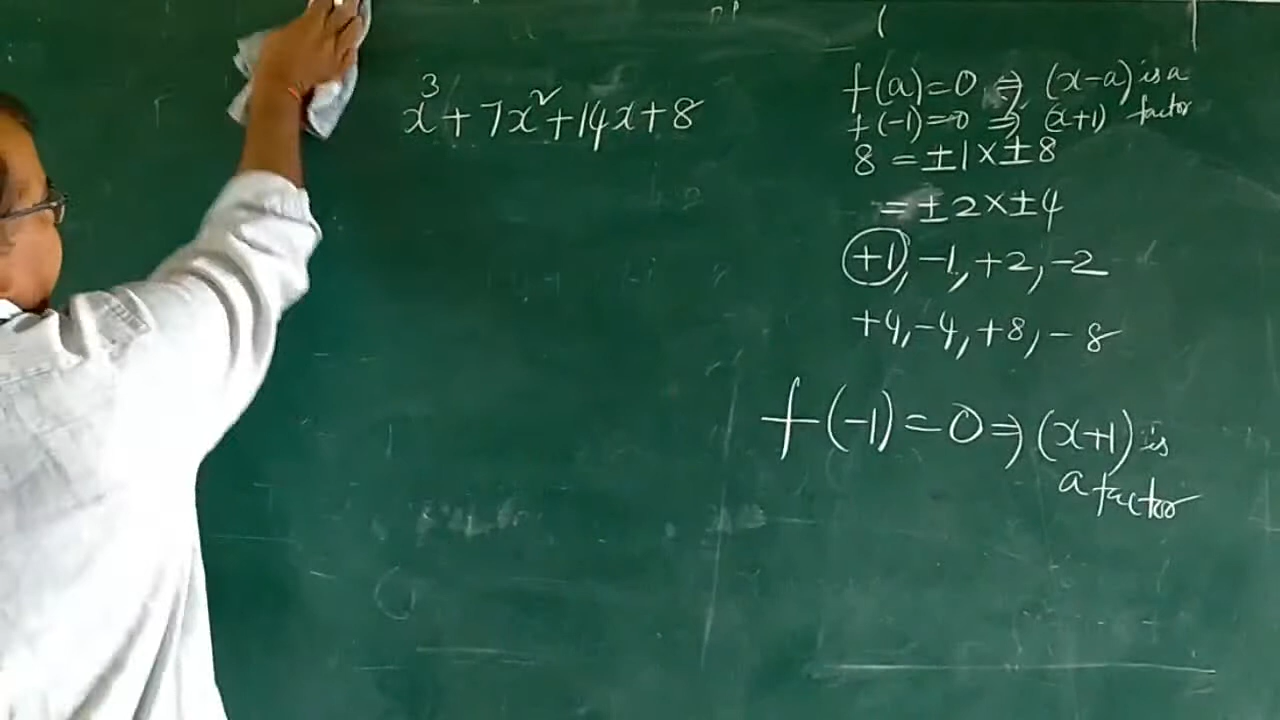 x³ + 7x² + 14x + 8
f(a) = 0 ⇒ (x-a) is a factor
f(-1) = 0 ⇒ (x+1)
8 = ±1 × ±8
= ±2 × ±4
+1, -1, +2, -2
+4, -4, +8, -8
f(-1) = 0 ⇒ (x+1) is
a factor